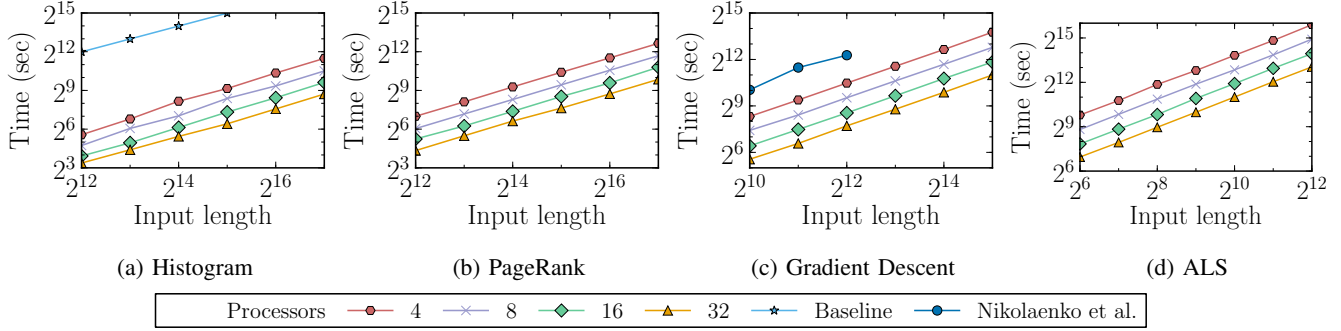 2^15
2^12
2^9
2^6
2^3
Time (sec)
2^12 2^14 2^16
Input length
(a) Histogram
2^15
2^12
2^9
2^6
2^3
Time (sec)
2^12 2^14 2^16
Input length
(b) PageRank
2^15
2^12
2^9
2^6
Time (sec)
2^10 2^12 2^14
Input length
(c) Gradient Descent
2^15
2^12
2^9
2^6
Time (sec)
2^6 2^8 2^10 2^12
Input length
(d) ALS
Processors 4 8 16 32 Baseline Nikolaenko et al.